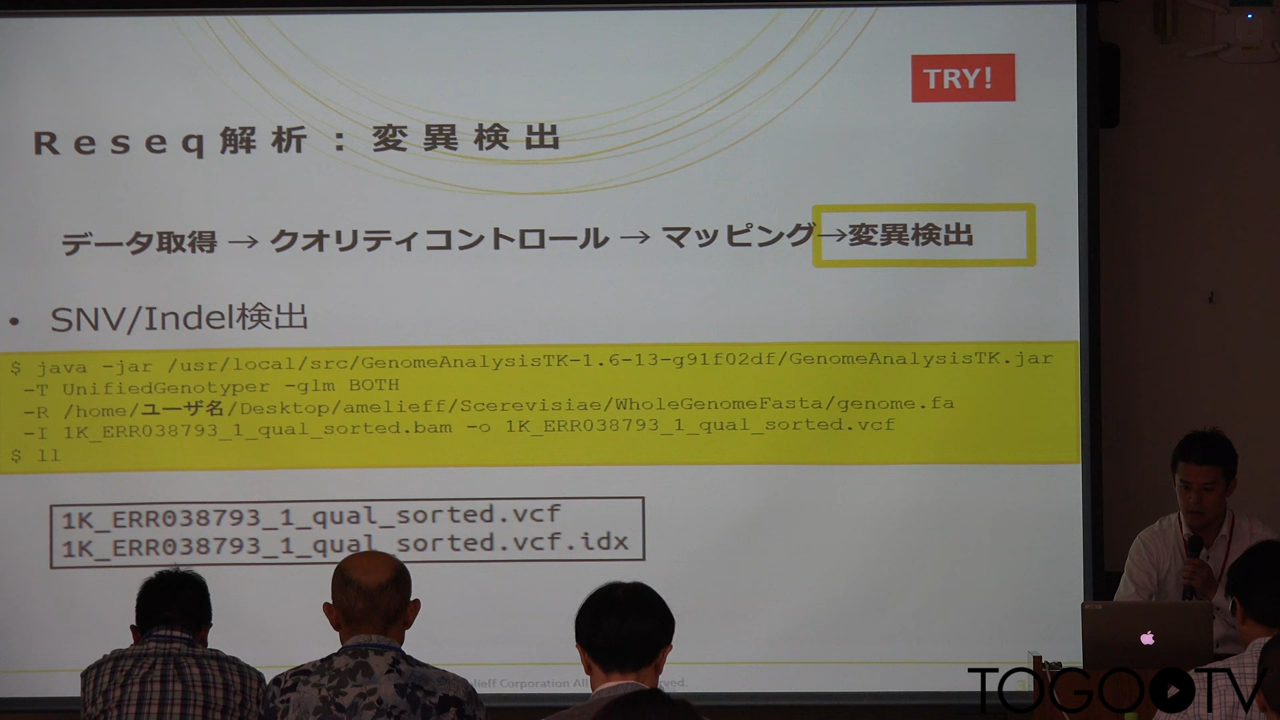 TRY!
Reseq解析：変異検出
データ取得 → クオリティコントロール → マッピング→変異検出
• SNV/Indel検出
$ java -jar /usr/local/src/GenomeAnalysisTK-1.6-13-g91f02df/GenomeAnalysisTK.jar
-T UnifiedGenotyper -glm BOTH
-R /home/ユーザ名/Desktop/amelieff/Scerevisiae/WholeGenomeFasta/genome.fa
-I 1K_ERR038793_1_qual_sorted.bam -o 1K_ERR038793_1_qual_sorted.vcf
$ ll
1K_ERR038793_1_qual_sorted.vcf
1K_ERR038793_1_qual_sorted.vcf.idx
Corporation
TOGOTV